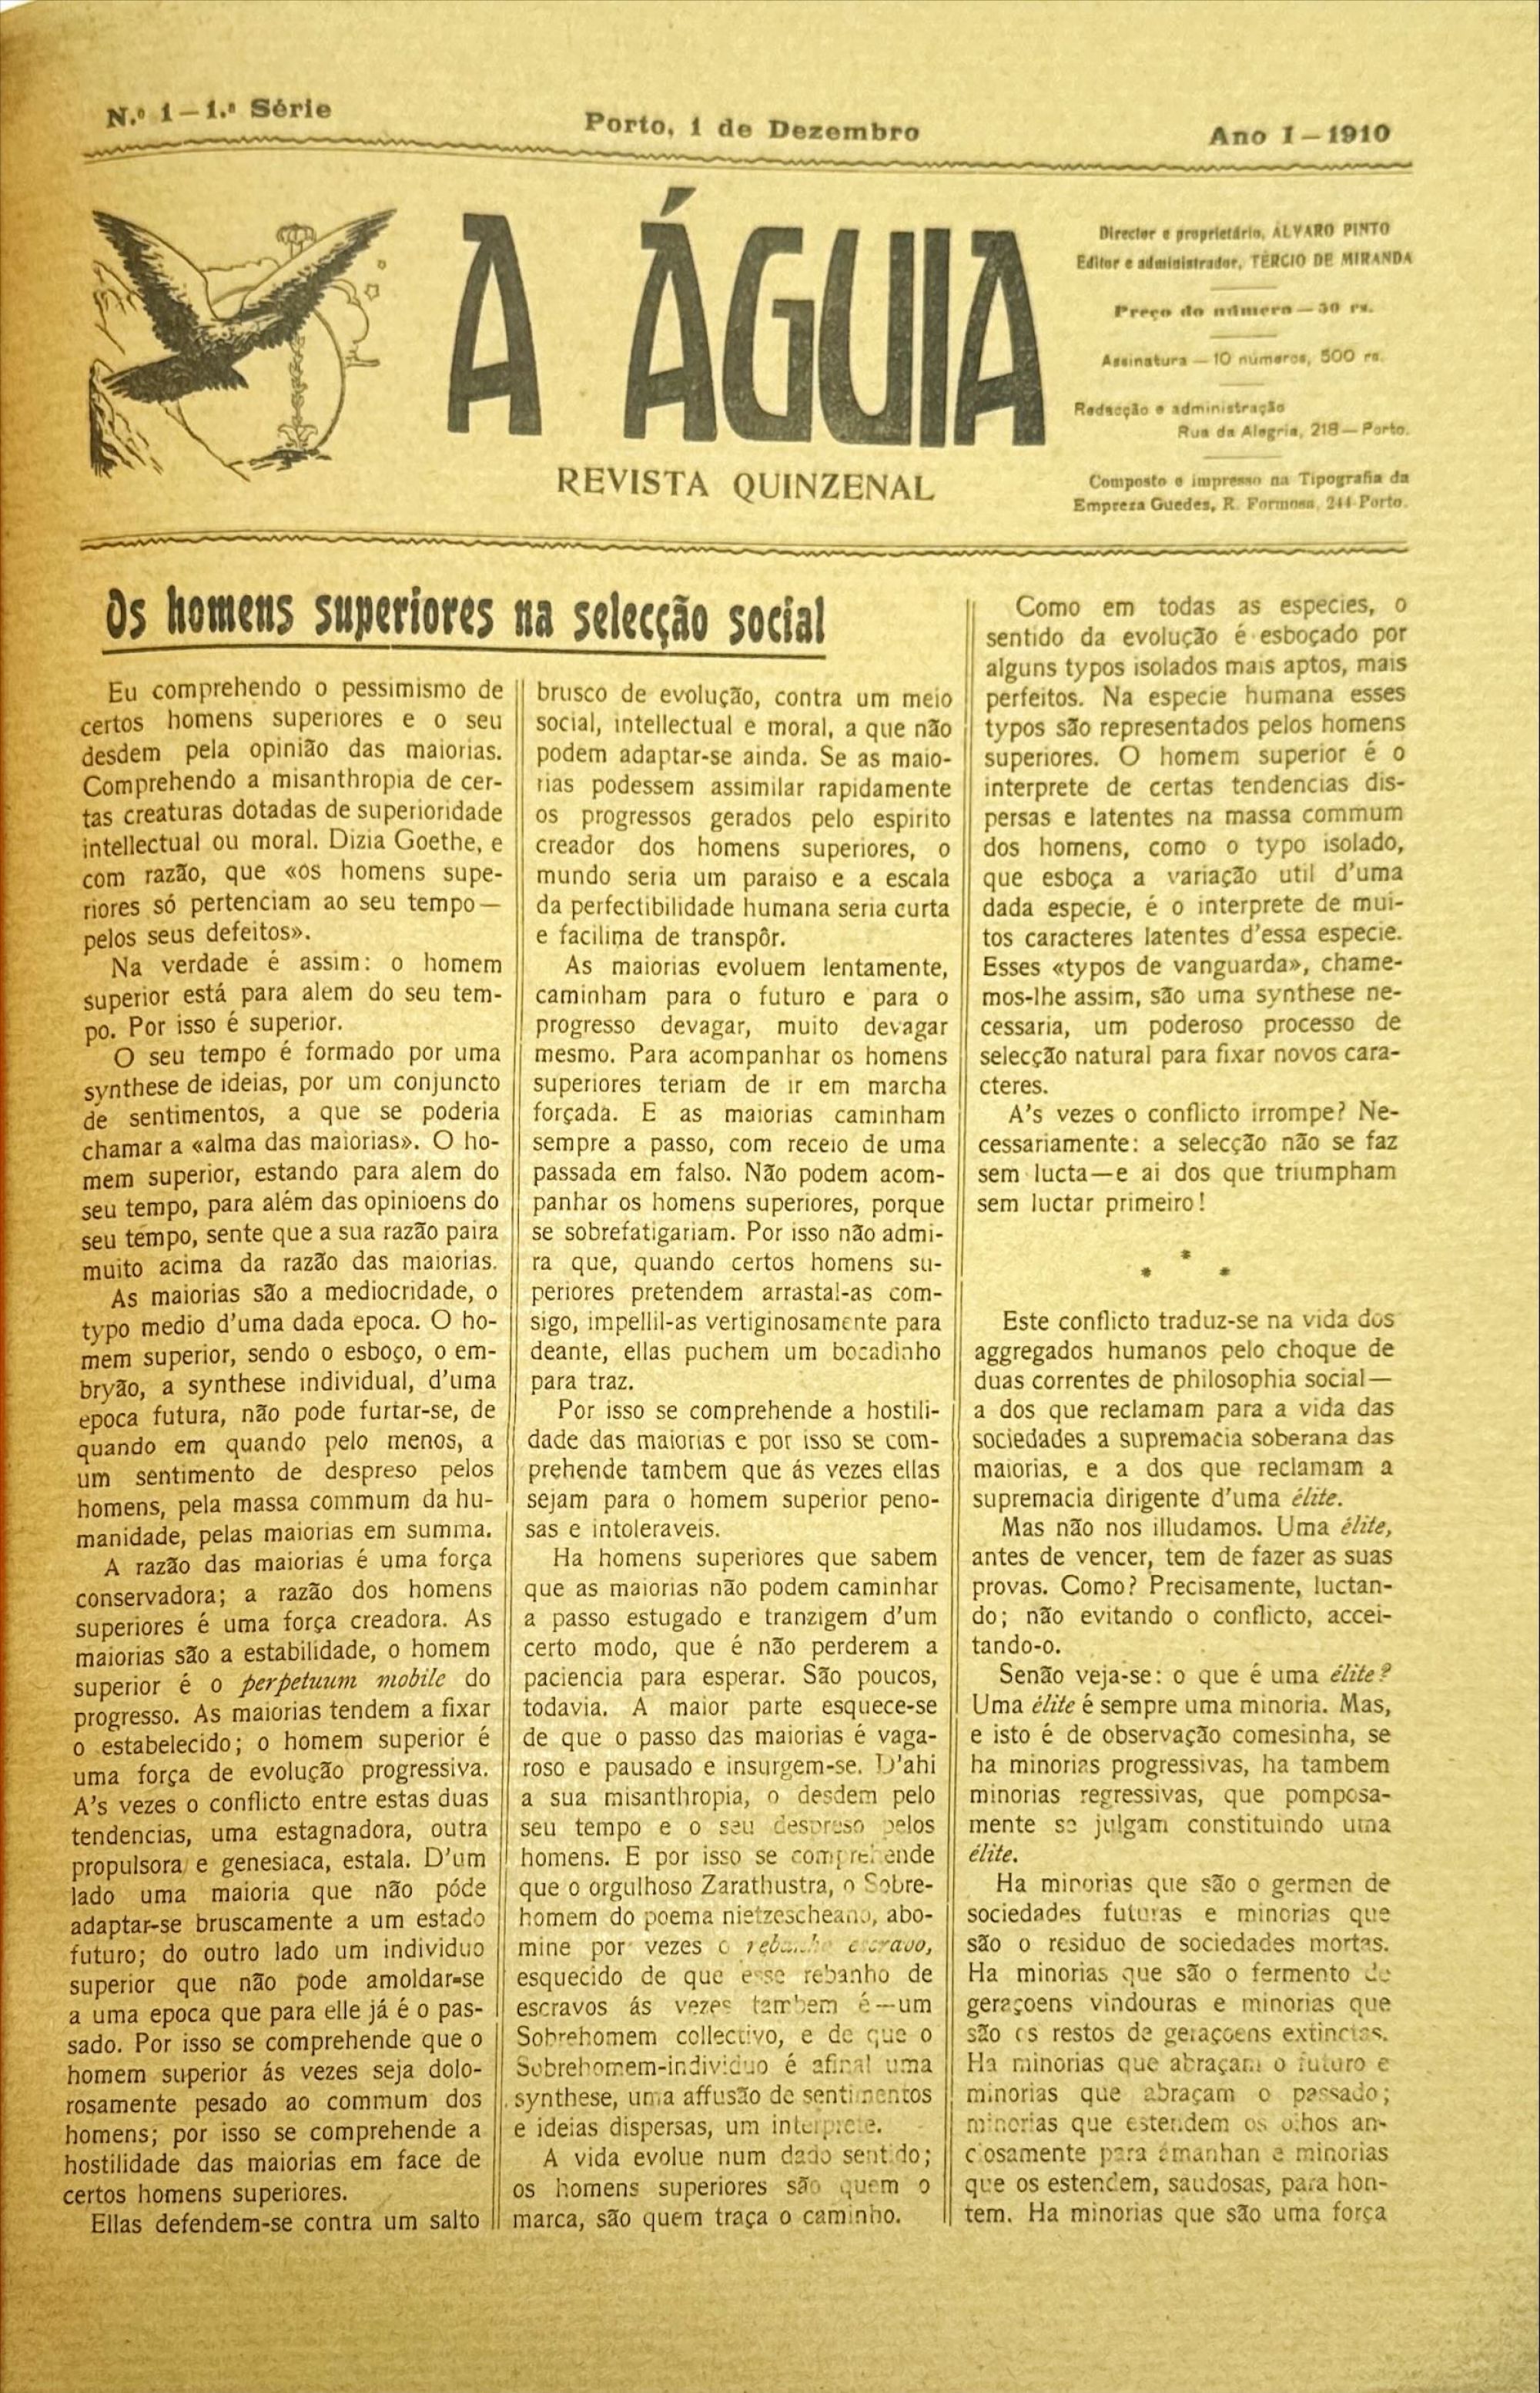 N.º 1 — 1.ª Série
Porto, 1 de Dezembro
Ano I — 1910
A ÁGUIA
REVISTA QUINZENAL
Director e proprietário, ÁLVARO PINTO
Editor e administrador, TÉRCIO DE MIRANDA
Preço do número — 50 rs.
Assinatura — 10 números, 500 rs.
Redacção e administração
Rua da Alegria, 218 — Porto.
Composto e impresso na Tipografia da
Empreza Guedes, R. Formosa, 244-Porto.
Os homens superiores na selecção social
Eu comprehendo o pessimismo de
certos homens superiores e o seu
desdem pela opinião das maiorias.
Comprehendo a misanthropia de cer-
tas creaturas dotadas de superioridade
intellectual ou moral. Dizia Goethe, e
com razão, que «os homens supe-
riores só pertenciam ao seu tempo —
pelos seus defeitos».
Na verdade é assim: o homem
superior está para alem do seu tem-
po. Por isso é superior.
O seu tempo é formado por uma
synthese de ideias, por um conjuncto
de sentimentos, a que se poderia
chamar a «alma das maiorias». O ho-
mem superior, estando para alem do
seu tempo, para além das opinioens do
seu tempo, sente que a sua razão paira
muito acima da razão das maiorias.
As maiorias são a mediocridade, o
typo medio d'uma dada epoca. O ho-
mem superior, sendo o esboço, o em-
bryão, a synthese individual, d'uma
epoca futura, não pode furtar-se, de
quando em quando pelo menos, a
um sentimento de despreso pelos
homens, pela massa commum da hu-
manidade, pelas maiorias em summa.
A razão das maiorias é uma força
conservadora; a razão dos homens
superiores é uma força creadora. As
maiorias são a estabilidade, o homem
superior é o perpetuum mobile do
progresso. As maiorias tendem a fixar
o estabelecido; o homem superior é
uma força de evolução progressiva.
A's vezes o conflicto entre estas duas
tendencias, uma estagnadora, outra
propulsora e genesiaca, estala. D'um
lado uma maioria que não póde
adaptar-se bruscamente a um estado
futuro; do outro lado um individuo
superior que não pode amoldar-se
a uma epoca que para elle já é o pas-
sado. Por isso se comprehende que o
homem superior ás vezes seja dolo-
rosamente pesado ao commum dos
homens; por isso se comprehende a
hostilidade das maiorias em face de
certos homens superiores.
Ellas defendem-se contra um salto
brusco de evolução, contra um meio
social, intellectual e moral, a que não
podem adaptar-se ainda. Se as maio-
rias podessem assimilar rapidamente
os progressos gerados pelo espirito
creador dos homens superiores, o
mundo seria um paraiso e a escala
da perfectibilidade humana seria curta
e facilima de transpôr.
As maiorias evoluem lentamente,
caminham para o futuro e para o
progresso devagar, muito devagar
mesmo. Para acompanhar os homens
superiores teriam de ir em marcha
forçada. E as maiorias caminham
sempre a passo, com receio de uma
passada em falso. Não podem acom-
panhar os homens superiores, porque
se sobrefatigariam. Por isso não admi-
ra que, quando certos homens su-
periores pretendem arrastal-as com-
sigo, impellil-as vertiginosamente para
deante, ellas puchem um bocadinho
para traz.
Por isso se comprehende a hostili-
dade das maiorias e por isso se com-
prehende tambem que ás vezes ellas
sejam para o homem superior peno-
sas e intoleraveis.
Ha homens superiores que sabem
que as maiorias não podem caminhar
a passo estugado e tranzigem d'um
certo modo, que é não perderem a
paciencia para esperar. São poucos,
todavia. A maior parte esquece-se
de que o passo das maiorias é vaga-
roso e pausado e insurgem-se. D'ahi
a sua misanthropia, o desdem pelo
seu tempo e o seu despreso pelos
homens. E por isso se comprehende
que o orgulhoso Zarathustra, o Sobre-
homem do poema nietzescheano, abo-
mine por vezes o rebanho escravo,
esquecido de que esse rebanho de
escravos ás vezes tambem é—um
Sobrehomem collectivo, e de que o
Sobrehomem-individuo é afinal uma
synthese, uma affusão de sentimentos
e ideias dispersas, um interprete.
A vida evolue num dado sentido;
os homens superiores são quem o
marca, são quem traça o caminho.
Como em todas as especies, o
sentido da evolução é esboçado por
alguns typos isolados mais aptos, mais
perfeitos. Na especie humana esses
typos são representados pelos homens
superiores. O homem superior é o
interprete de certas tendencias dis-
persas e latentes na massa commum
dos homens, como o typo isolado,
que esboça a variação util d'uma
dada especie, é o interprete de mui-
tos caracteres latentes d'essa especie.
Esses «typos de vanguarda», chame-
mos-lhe assim, são uma synthese ne-
cessaria, um poderoso processo de
selecção natural para fixar novos cara-
cteres.
A's vezes o conflicto irrompe? Ne-
cessariamente: a selecção não se faz
sem lucta—e ai dos que triumpham
sem luctar primeiro!
* * *
Este conflicto traduz-se na vida dos
aggregados humanos pelo choque de
duas correntes de philosophia social—
a dos que reclamam para a vida das
sociedades a supremacia soberana das
maiorias, e a dos que reclamam a
supremacia dirigente d'uma élite.
Mas não nos illudamos. Uma élite,
antes de vencer, tem de fazer as suas
provas. Como? Precisamente, luctan-
do; não evitando o conflicto, accei-
tando-o.
Senão veja-se: o que é uma élite?
Uma élite é sempre uma minoria. Mas,
e isto é de observação comesinha, se
ha minorias progressivas, ha tambem
minorias regressivas, que pomposa-
mente se julgam constituindo uma
élite.
Ha minorias que são o germen de
sociedades futuras e minorias que
são o residuo de sociedades mortas.
Ha minorias que são o fermento de
geraçoens vindouras e minorias que
são os restos de geraçoens extinctas.
Ha minorias que abraçam o futuro e
minorias que abraçam o passado;
minorias que estendem os olhos an-
ciosamente para ámanhan e minorias
que os estendem, saudosas, para hon-
tem. Ha minorias que são uma força